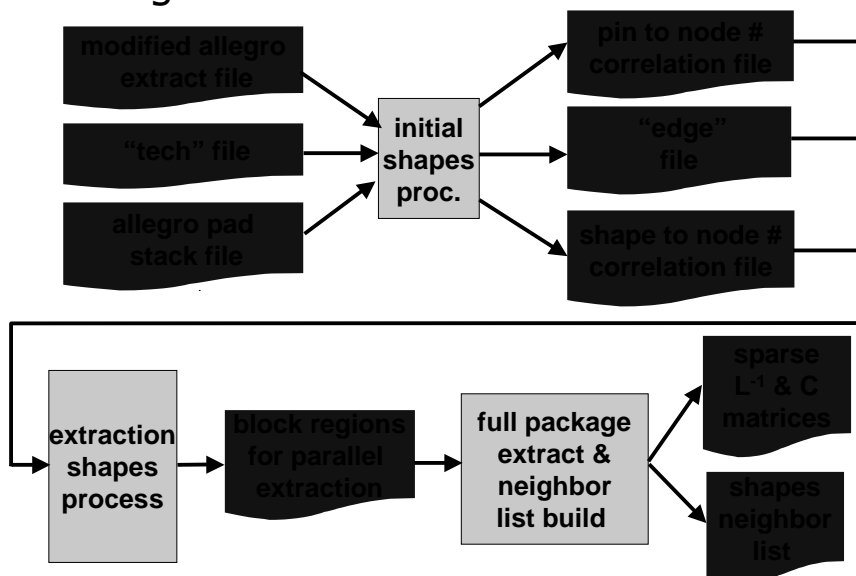 modified allegro
extract file
"tech" file
allegro pad
stack file
initial
shapes
proc.
pin to node #
correlation file
"edge"
file
shape to node #
correlation file
extraction
shapes
process
block regions
for parallel
extraction
full package
extract &
neighbor
list build
sparse
L⁻¹ & C
matrices
shapes
neighbor
list